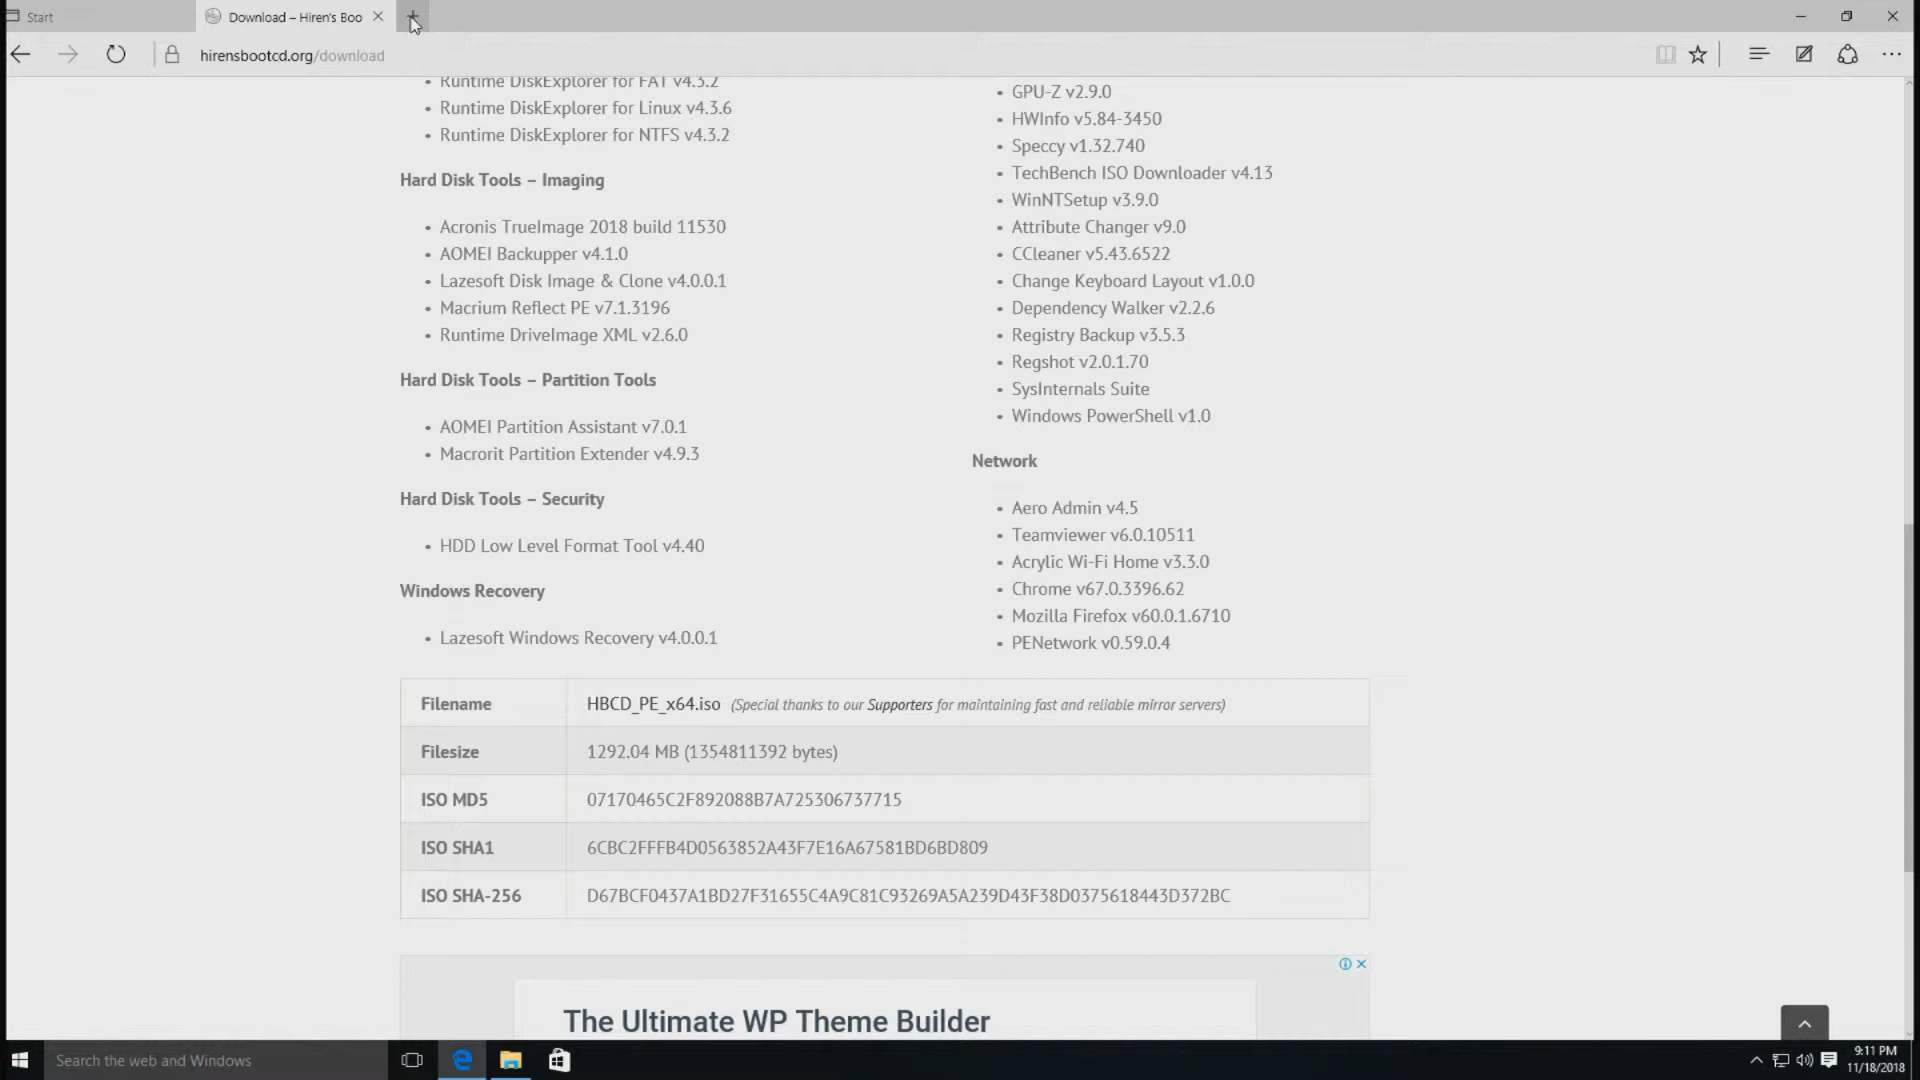 Start
Download – Hiren's Boo
hirensbootcd.org/download
Runtime DiskExplorer for FAT v4.3.2
Runtime DiskExplorer for Linux v4.3.6
Runtime DiskExplorer for NTFS v4.3.2
Hard Disk Tools – Imaging
Acronis TrueImage 2018 build 11530
AOMEI Backupper v4.1.0
Lazesoft Disk Image & Clone v4.0.0.1
Macrium Reflect PE v7.1.3196
Runtime DriveImage XML v2.6.0
Hard Disk Tools – Partition Tools
AOMEI Partition Assistant v7.0.1
Macrorit Partition Extender v4.9.3
Hard Disk Tools – Security
HDD Low Level Format Tool v4.40
Windows Recovery
Lazesoft Windows Recovery v4.0.0.1
GPU-Z v2.9.0
HWInfo v5.84-3450
Speccy v1.32.740
TechBench ISO Downloader v4.13
WinNTSetup v3.9.0
Attribute Changer v9.0
CCleaner v5.43.6522
Change Keyboard Layout v1.0.0
Dependency Walker v2.2.6
Registry Backup v3.5.3
Regshot v2.0.1.70
SysInternals Suite
Windows PowerShell v1.0
Network
Aero Admin v4.5
Teamviewer v6.0.10511
Acrylic Wi-Fi Home v3.3.0
Chrome v67.0.3396.62
Mozilla Firefox v60.0.1.6710
PENetwork v0.59.0.4
Filename HBCD_PE_x64.iso (Special thanks to our Supporters for maintaining fast and reliable mirror servers)
Filesize 1292.04 MB (1354811392 bytes)
ISO MD5 07170465C2F892088B7A725306737715
ISO SHA1 6CBC2FFFB4D0563852A43F7E16A67581BD6BD809
ISO SHA-256 D67BCF0437A1BD27F31655C4A9C81C93269A5A239D43F38D0375618443D372BC
The Ultimate WP Theme Builder
Search the web and Windows
9:11 PM
11/18/2018